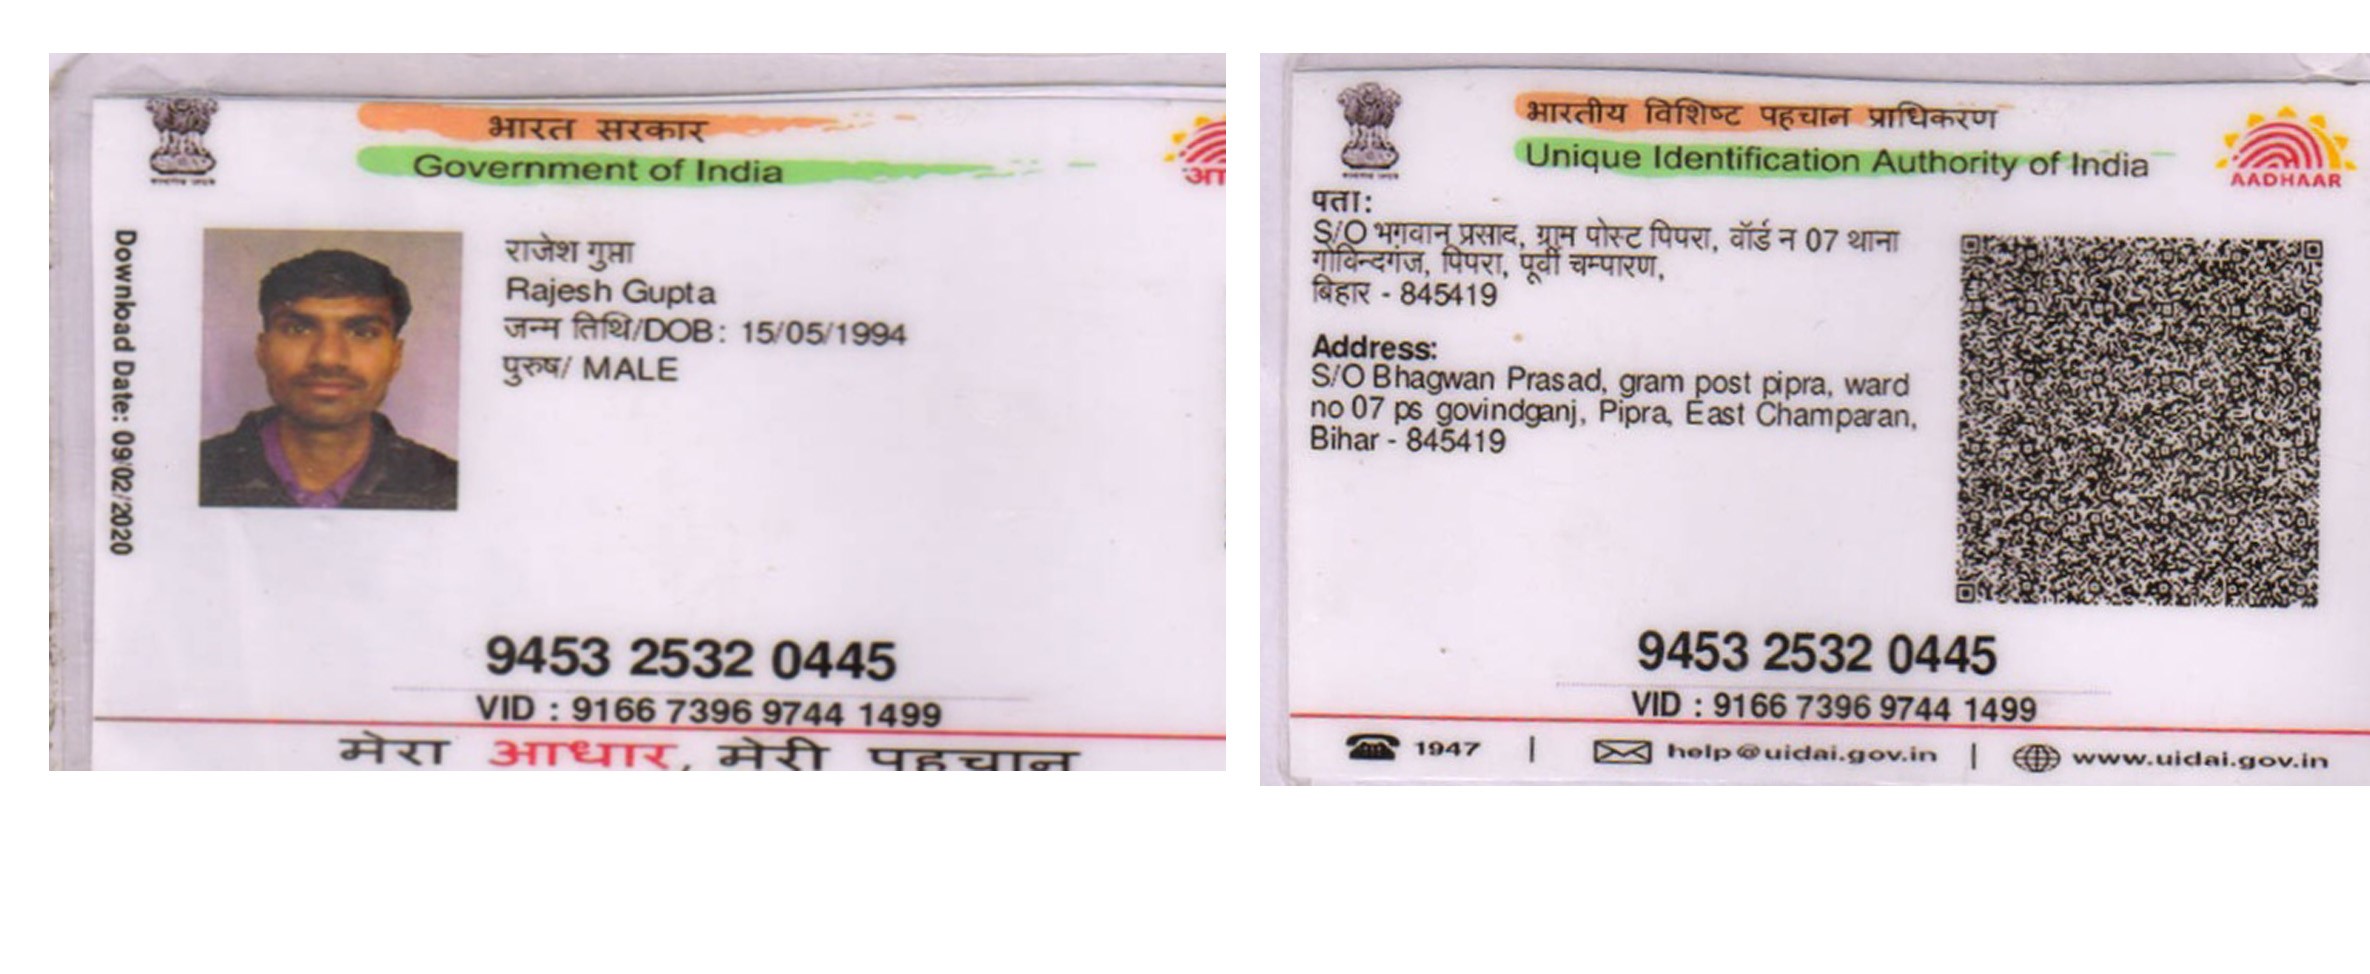 भारत सरकार
Government of India
Download Date: 09/02/2020
राजेश गुप्ता
Rajesh Gupta
जन्म तिथि/DOB: 15/05/1994
पुरुष/ MALE
9453 2532 0445
VID : 9166 7396 9744 1499
मेरा आधार, मेरी पहचान
भारतीय विशिष्ट पहचान प्राधिकरण
Unique Identification Authority of India
AADHAAR
पता:
S/O भगवान प्रसाद, ग्राम पोस्ट पिपरा, वॉर्ड न 07 थाना
गोविन्दगंज, पिपरा, पूर्वी चम्पारण,
बिहार - 845419
Address:
S/O Bhagwan Prasad, gram post pipra, ward
no 07 ps govindganj, Pipra, East Champaran,
Bihar - 845419
9453 2532 0445
VID : 9166 7396 9744 1499
1947 | help@uidai.gov.in | www.uidai.gov.in